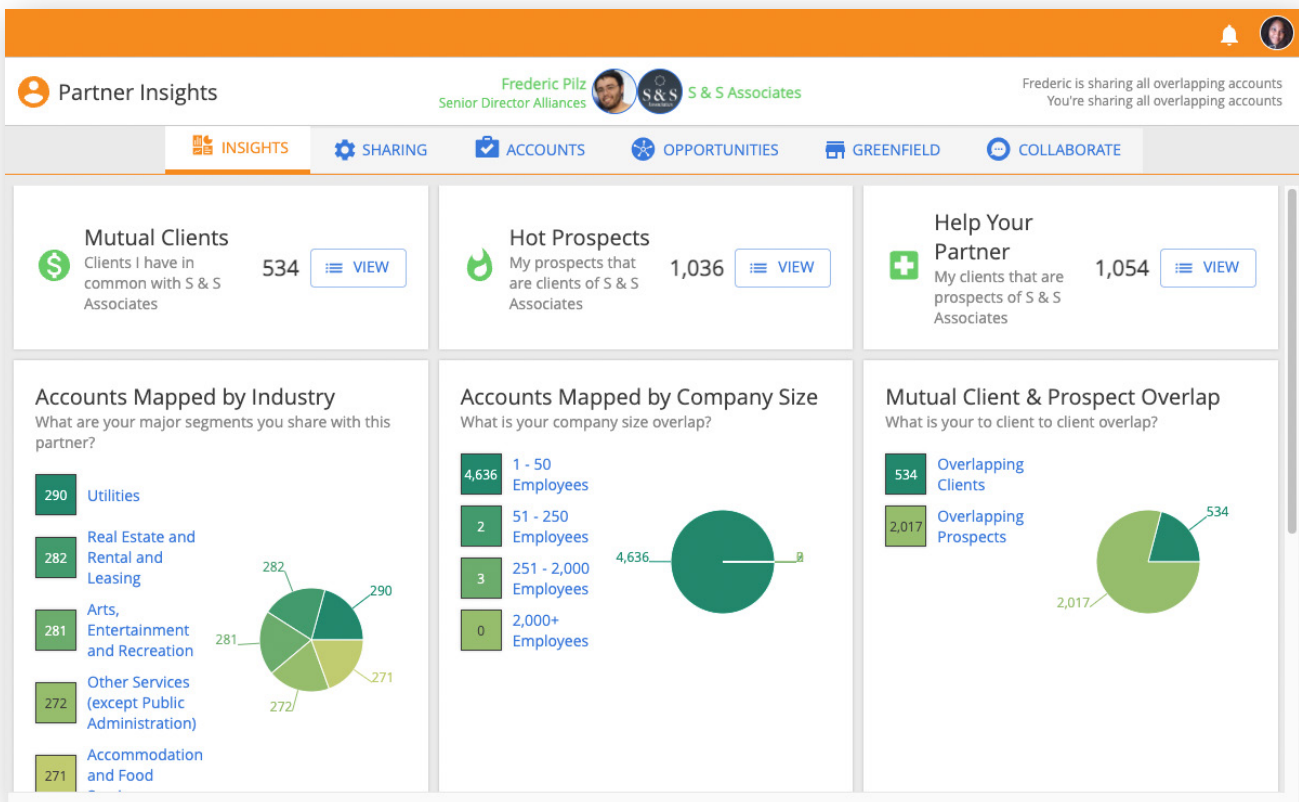 Partner Insights
Frederic Pilz
Senior Director Alliances
S&S
Associates
S & S Associates
Frederic is sharing all overlapping accounts
You're sharing all overlapping accounts
INSIGHTS
SHARING
ACCOUNTS
OPPORTUNITIES
GREENFIELD
COLLABORATE
Mutual Clients
Clients I have in
common with S & S
Associates
534
VIEW
Hot Prospects
My prospects that
are clients of S & S
Associates
1,036
VIEW
Help Your
Partner
My clients that are
prospects of S & S
Associates
1,054
VIEW
Accounts Mapped by Industry
What are your major segments you share with this
partner?
290
Utilities
282
Real Estate and
Rental and
Leasing
281
Arts,
Entertainment
and Recreation
272
Other Services
(except Public
Administration)
271
Accommodation
and Food
282
290
281
271
272
Accounts Mapped by Company Size
What is your company size overlap?
4,636
1 - 50
Employees
2
51 - 250
Employees
3
251 - 2,000
Employees
0
2,000+
Employees
4,636
Mutual Client & Prospect Overlap
What is your to client to client overlap?
534
Overlapping
Clients
2,017
Overlapping
Prospects
534
2,017